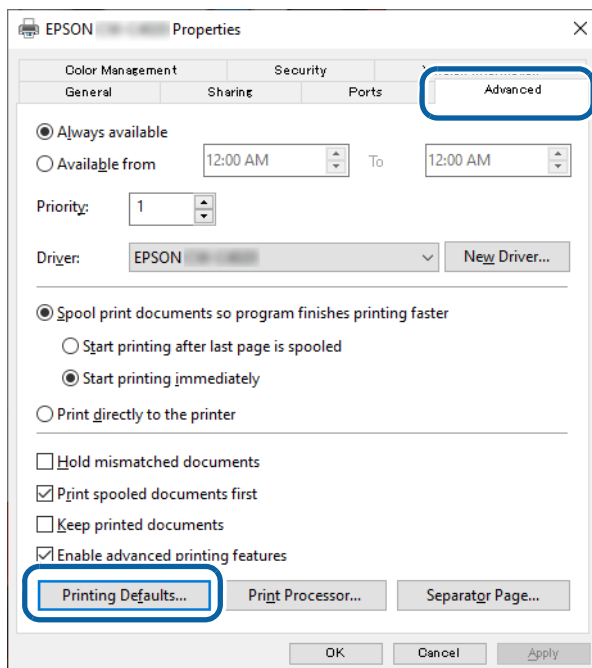 EPSON Properties
Color Management Security
General Sharing Ports Advanced
Always available
Available from 12:00 AM To 12:00 AM
Priority: 1
Driver: EPSON New Driver...
Spool print documents so program finishes printing faster
Start printing after last page is spooled
Start printing immediately
Print directly to the printer
Hold mismatched documents
Print spooled documents first
Keep printed documents
Enable advanced printing features
Printing Defaults... Print Processor... Separator Page...
OK Cancel Apply